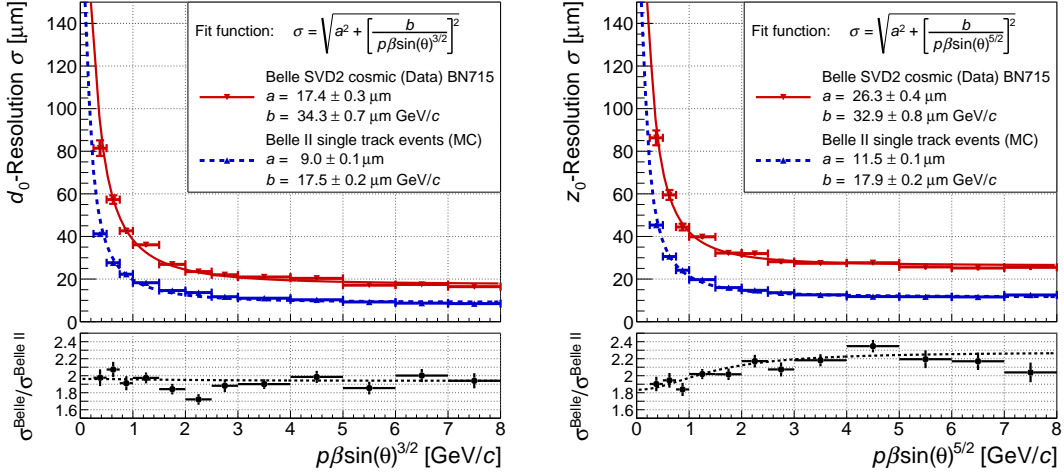 d₀-Resolution σ [μm]
140
120
100
80
60
40
20
0
Fit function: σ = √a² + [b / pβsin(θ)^3/2]²
Belle SVD2 cosmic (Data) BN715
a = 17.4 ± 0.3 μm
b = 34.3 ± 0.7 μm GeV/c
Belle II single track events (MC)
a = 9.0 ± 0.1 μm
b = 17.5 ± 0.2 μm GeV/c
σ^Belle/σ^Belle II
2.4
2.2
2
1.8
1.6
0 1 2 3 4 5 6 7 8
pβsin(θ)^3/2 [GeV/c]
z₀-Resolution σ [μm]
140
120
100
80
60
40
20
0
Fit function: σ = √a² + [b / pβsin(θ)^5/2]²
Belle SVD2 cosmic (Data) BN715
a = 26.3 ± 0.4 μm
b = 32.9 ± 0.8 μm GeV/c
Belle II single track events (MC)
a = 11.5 ± 0.1 μm
b = 17.9 ± 0.2 μm GeV/c
σ^Belle/σ^Belle II
2.4
2.2
2
1.8
1.6
0 1 2 3 4 5 6 7 8
pβsin(θ)^5/2 [GeV/c]